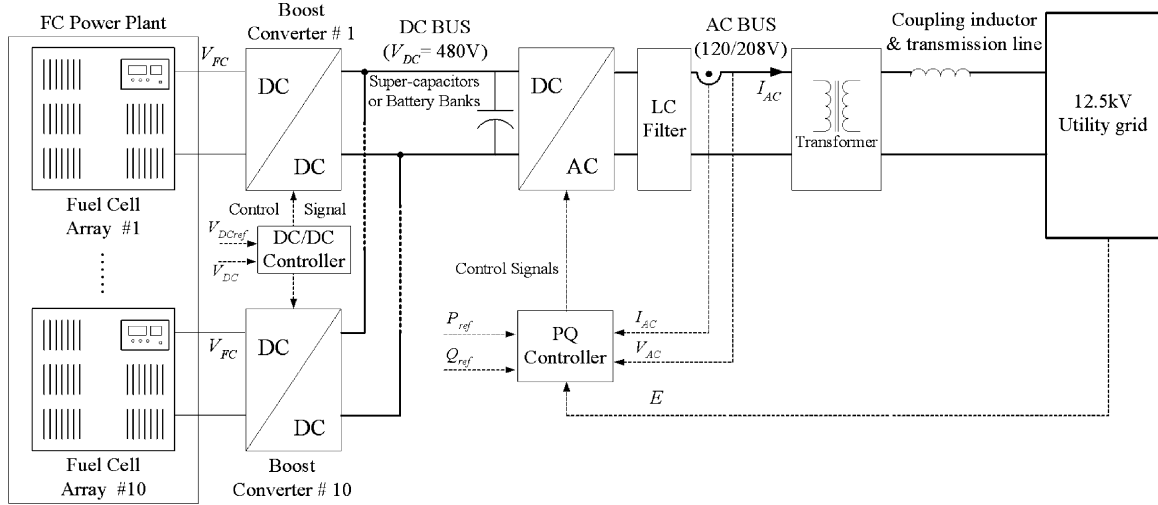 FC Power Plant
Fuel Cell
Array #1
Fuel Cell
Array #10
V_FC
V_FC
Boost
Converter # 1
DC
DC
Control Signal
V_DCref
V_DC
DC/DC
Controller
DC
DC
Boost
Converter # 10
DC BUS
(V_DC= 480V)
Super-capacitors
or Battery Banks
DC
AC
Control Signals
P_ref
Q_ref
PQ
Controller
I_AC
V_AC
E
LC
Filter
AC BUS
(120/208V)
I_AC
Transformer
Coupling inductor
& transmission line
12.5kV
Utility grid